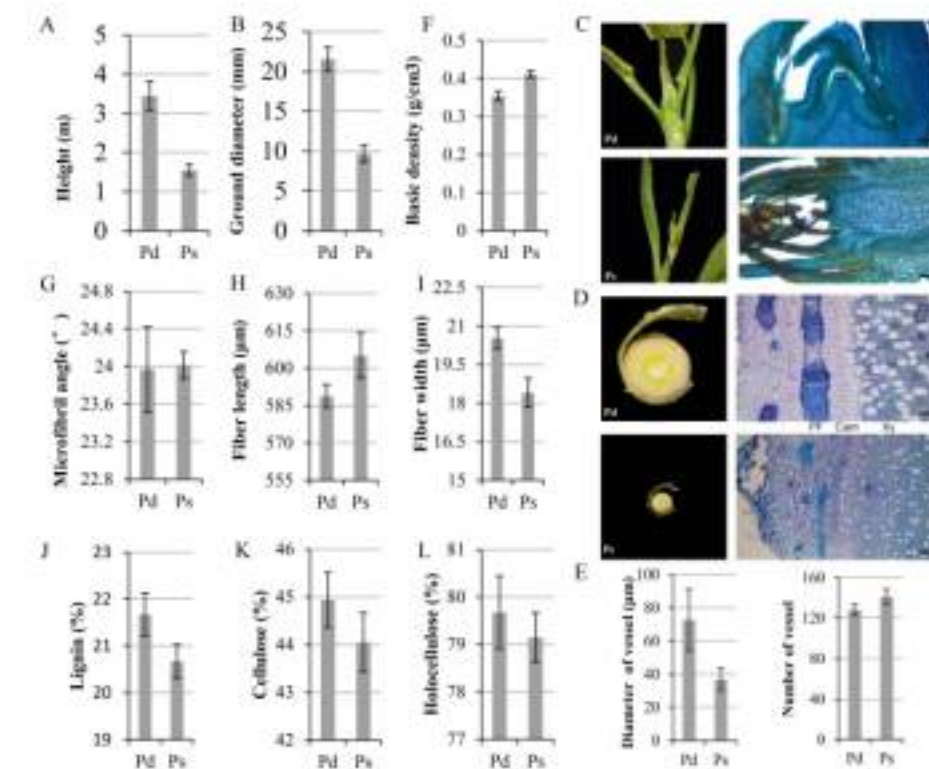 A
5
4
3
2
1
0
Height (m)
Pd Ps
B
25
20
15
10
5
0
Ground diameter (mm)
Pd Ps
F
0.5
0.4
0.3
0.2
0.1
0
Basic density (g/cm3)
Pd Ps
C
Pd
Ps
G
24.8
24.4
24
23.6
23.2
22.8
Microfibril angle (°)
Pd Ps
H
630
615
600
585
570
555
Fiber length (μm)
Pd Ps
I
22.5
21
19.5
18
16.5
15
Fiber width (μm)
Pd Ps
D
Pd
Cam Xy
Ps
J
23
22
21
20
19
Lignin (%)
Pd Ps
K
46
45
44
43
42
Cellulose (%)
Pd Ps
L
81
80
79
78
77
Holocellulose (%)
Pd Ps
E
100
80
60
40
20
0
Diameter of vessel (μm)
Pd Ps
160
120
80
40
0
Number of vessel
Pd Ps